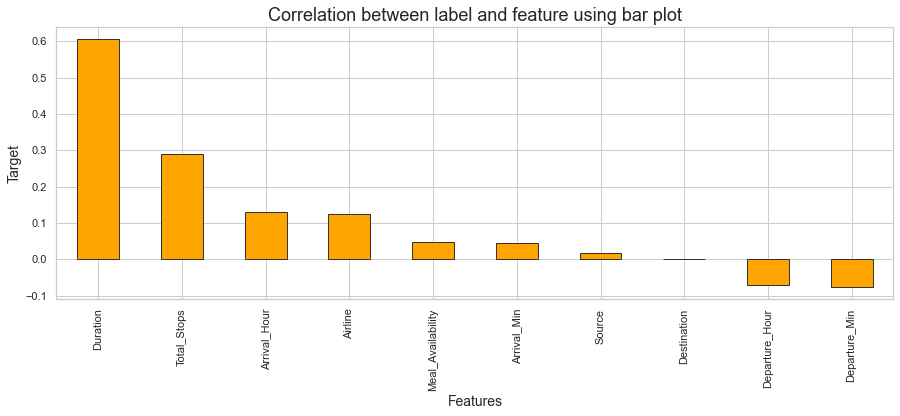 Correlation between label and feature using bar plot
0.6
0.5
0.4
0.3
0.2
0.1
0.0
−0.1
Target
Duration
Total_Stops
Arrival_Hour
Airline
Meal_Availability
Arrival_Min
Source
Destination
Departure_Hour
Departure_Min
Features